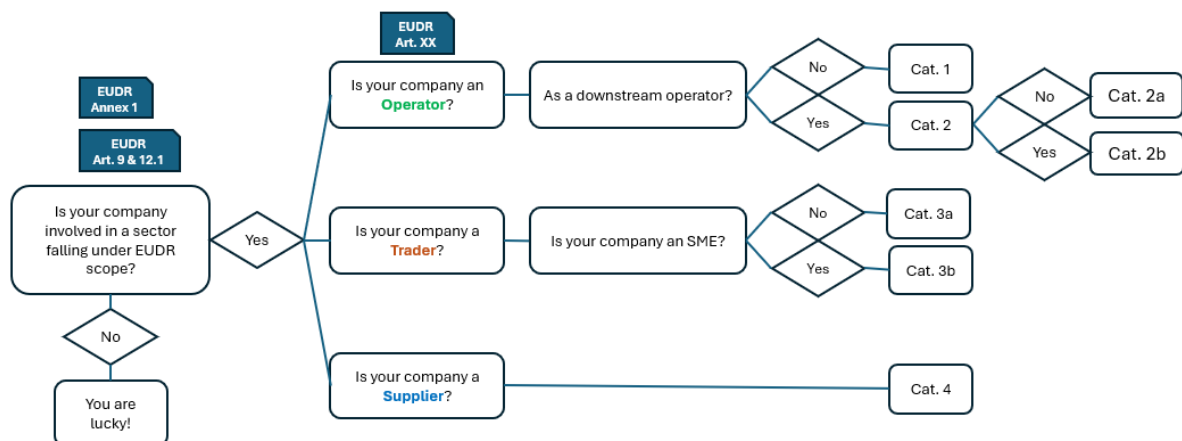 EUDR
Art. XX
EUDR
Annex 1
EUDR
Art. 9 & 12.1
Is your company
involved in a sector
falling under EUDR
scope?
Yes
No
You are
lucky!
Is your company an
Operator?
As a downstream operator?
No
Yes
Cat. 1
Cat. 2
No
Yes
Cat. 2a
Cat. 2b
Is your company a
Trader?
Is your company an SME?
No
Yes
Cat. 3a
Cat. 3b
Is your company a
Supplier?
Cat. 4